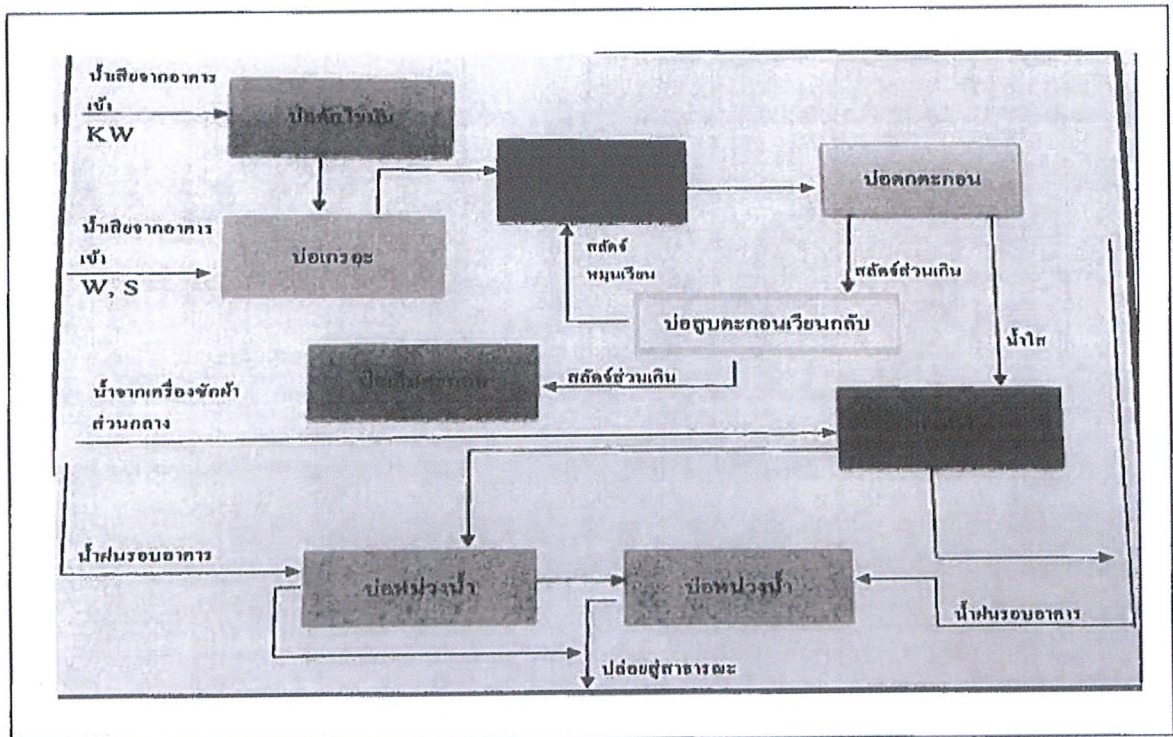 น้ำเสียจากอาคาร
เข้า
KW
บ่อดักไขมัน
บ่อตกตะกอน
น้ำเสียจากอาคาร
เข้า
W, S
บ่อเกรอะ
สลัดจ์
หมุนเวียน
สลัดจ์ส่วนเกิน
บ่อสูบตะกอนเวียนกลับ
น้ำใส
สลัดจ์ส่วนเกิน
น้ำจากเครื่องซักผ้า
ส่วนกลาง
น้ำฝนรอบอาคาร
บ่อหน่วงน้ำ
บ่อหน่วงน้ำ
น้ำฝนรอบอาคาร
ปล่อยสู่สาธารณะ